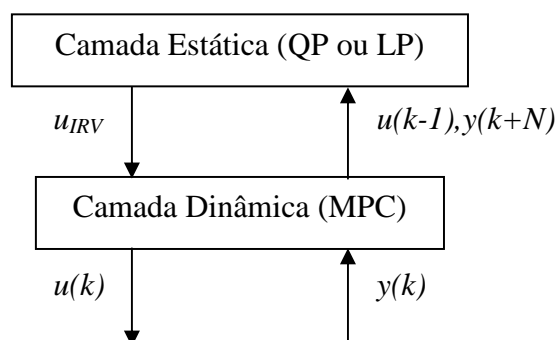 Camada Estática (QP ou LP)
u_IRV
u(k-1),y(k+N)
Camada Dinâmica (MPC)
u(k)
y(k)